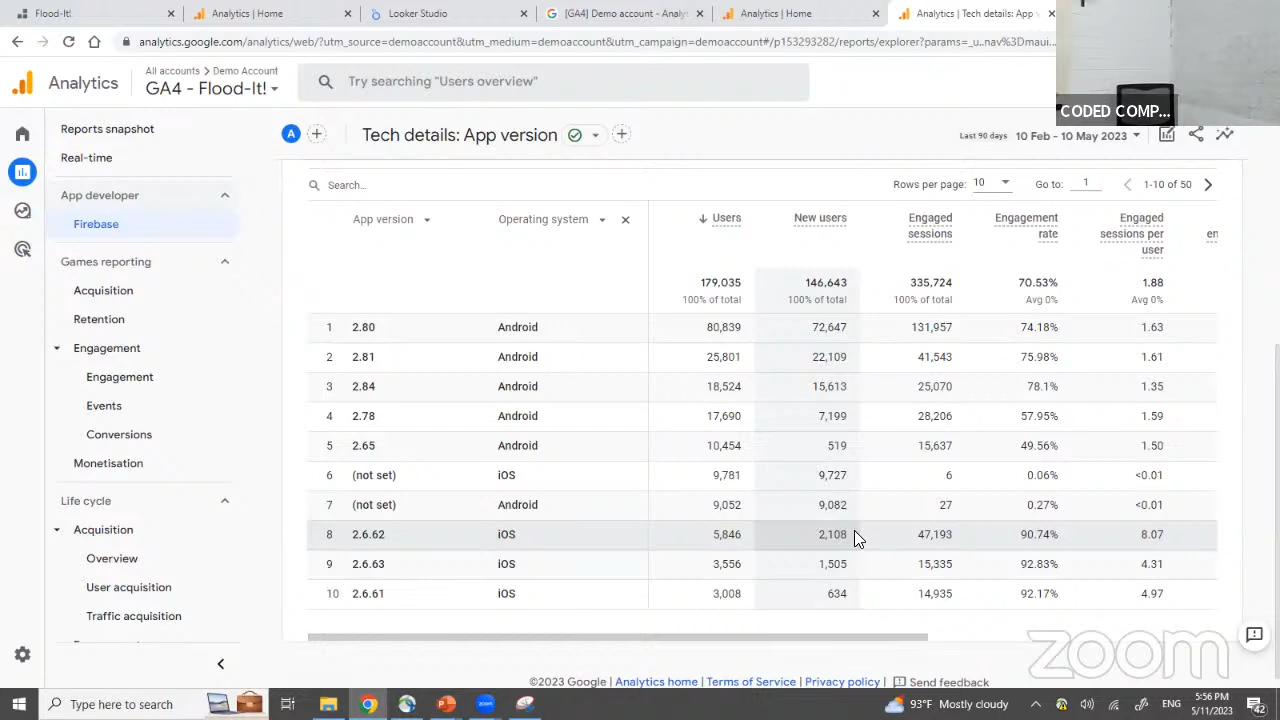 Flood-It!
Analytics | Home
Looker Studio
[GA4] Demo account - Analy
Analytics | Home
Analytics | Tech details: App v
analytics.google.com/analytics/web/?utm_source=demoaccount&utm_medium=demoaccount&utm_campaign=demoaccount#/p153293282/reports/explorer?params=_u..nav%3Dmaui...
CODED COMP...
Analytics
All accounts > Demo Account
GA4 - Flood-It!
Try searching "Users overview"
Reports snapshot
Real-time
App developer
Firebase
Games reporting
Acquisition
Retention
Engagement
Engagement
Events
Conversions
Monetisation
Life cycle
Acquisition
Overview
User acquisition
Traffic acquisition
A
Tech details: App version
Last 90 days 10 Feb - 10 May 2023
Search...
Rows per page: 10 Go to: 1 1-10 of 50
App version Operating system Users New users Engaged sessions Engagement rate Engaged sessions per user en
179,035 146,643 335,724 70.53% 1.88
100% of total 100% of total 100% of total Avg 0% Avg 0%
1 2.80 Android 80,839 72,647 131,957 74.18% 1.63
2 2.81 Android 25,801 22,109 41,543 75.98% 1.61
3 2.84 Android 18,524 15,613 25,070 78.1% 1.35
4 2.78 Android 17,690 7,199 28,206 57.95% 1.59
5 2.65 Android 10,454 519 15,637 49.56% 1.50
6 (not set) iOS 9,781 9,727 6 0.06% <0.01
7 (not set) Android 9,052 9,082 27 0.27% <0.01
8 2.6.62 iOS 5,846 2,108 47,193 90.74% 8.07
9 2.6.63 iOS 3,556 1,505 15,335 92.83% 4.31
10 2.6.61 iOS 3,008 634 14,935 92.17% 4.97
zoom
©2023 Google | Analytics home | Terms of Service | Privacy policy | Send feedback
Type here to search
93°F Mostly cloudy
ENG
5:56 PM
5/11/2023
42